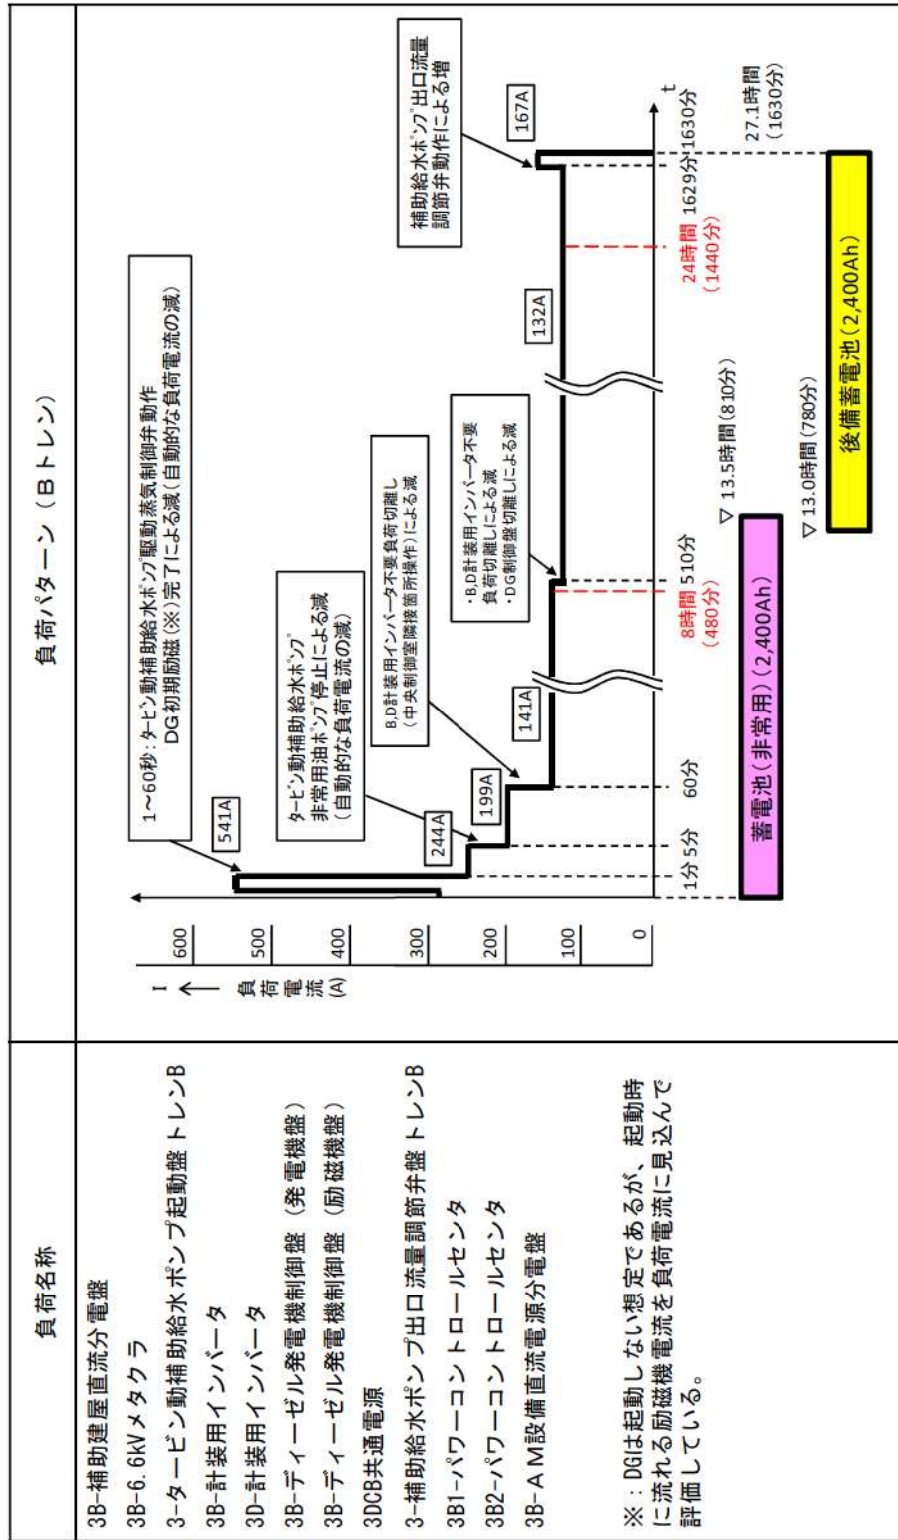 負荷名称
3B-補助建屋直流分電盤
3B-6.6kVメタクラ
3-タービン動補助給水ポンプ起動盤トレンB
3B-計装用インバータ
3D-計装用インバータ
3B-ディーゼル発電機制御盤（発電機盤）
3B-ディーゼル発電機制御盤（励磁機盤）
3DCB共通電源
3-補助給水ポンプ出口流量調節弁盤トレンB
3B1-パワーコントロールセンタ
3B2-パワーコントロールセンタ
3B-ＡＭ設備直流電源分電盤
※：DGは起動しない想定であるが、起動時
に流れる励磁機電流を負荷電流に見込んで
評価している。
負荷パターン（Ｂトレン）
1～60秒：ﾀｰﾋﾞﾝ動補助給水ﾎﾟﾝﾌﾟ駆動蒸気制御弁動作
DG初期励磁(※)完了による減(自動的な負荷電流の減)
541A
ﾀｰﾋﾞﾝ動補助給水ﾎﾟﾝﾌﾟ
非常用油ﾎﾟﾝﾌﾟ停止による減
(自動的な負荷電流の減)
244A
B,D計装用インバータ不要負荷切離し
(中央制御室隣接箇所操作)による減
199A
141A
・B,D計装用インバータ不要
負荷切離しによる減
・DG制御盤切離しによる減
132A
補助給水ﾎﾟﾝﾌﾟ出口流量
調節弁動作による増
167A
I
負荷電流
(A)
600
500
400
300
200
100
0
1分
5分
60分
8時間
(480分)
510分
24時間
(1440分)
1629分
1630分
t
27.1時間
(1630分)
▽13.5時間(810分)
蓄電池(非常用)(2,400Ah)
▽13.0時間(780分)
後備蓄電池(2,400Ah)